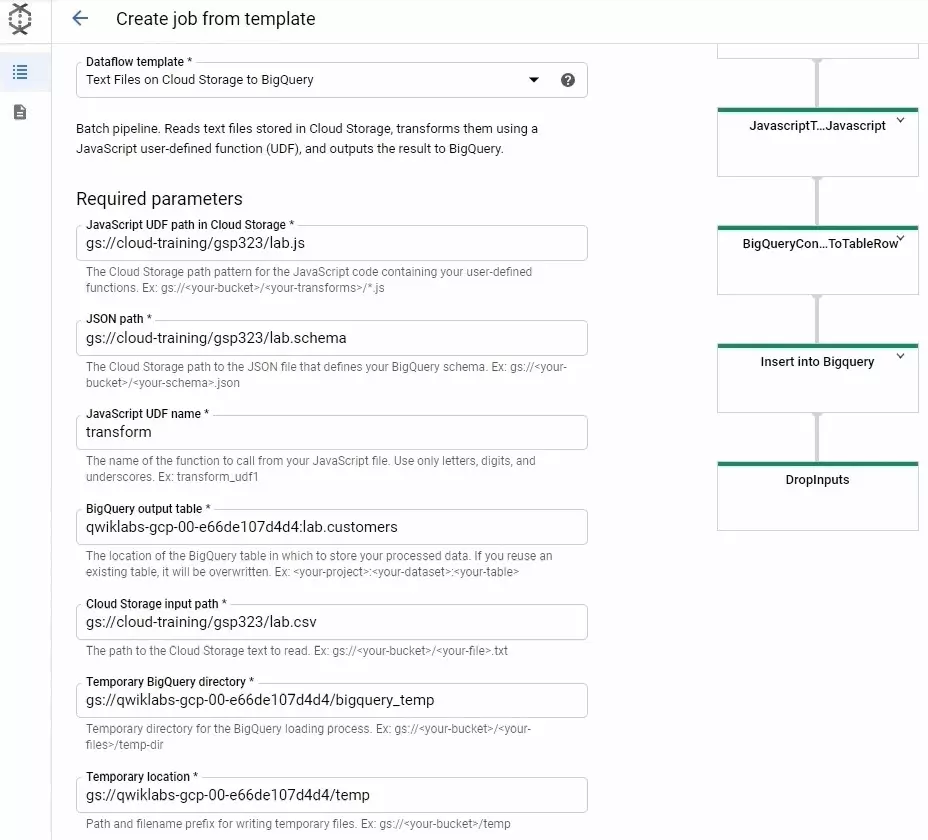 Create job from template
Dataflow template *
Text Files on Cloud Storage to BigQuery
Batch pipeline. Reads text files stored in Cloud Storage, transforms them using a
JavaScript user-defined function (UDF), and outputs the result to BigQuery.
Required parameters
JavaScript UDF path in Cloud Storage *
gs://cloud-training/gsp323/lab.js
The Cloud Storage path pattern for the JavaScript code containing your user-defined
functions. Ex: gs://<your-bucket>/<your-transforms>/*.js
JSON path *
gs://cloud-training/gsp323/lab.schema
The Cloud Storage path to the JSON file that defines your BigQuery schema. Ex: gs://<your-
bucket>/<your-schema>.json
JavaScript UDF name *
transform
The name of the function to call from your JavaScript file. Use only letters, digits, and
underscores. Ex: transform_udf1
BigQuery output table *
qwiklabs-gcp-00-e66de107d4d4:lab.customers
The location of the BigQuery table in which to store your processed data. If you reuse an
existing table, it will be overwritten. Ex: <your-project>:<your-dataset>:<your-table>
Cloud Storage input path *
gs://cloud-training/gsp323/lab.csv
The path to the Cloud Storage text to read. Ex: gs://<your-bucket>/<your-file>.txt
Temporary BigQuery directory *
gs://qwiklabs-gcp-00-e66de107d4d4/bigquery_temp
Temporary directory for the BigQuery loading process. Ex: gs://<your-bucket>/<your-
files>/temp-dir
Temporary location *
gs://qwiklabs-gcp-00-e66de107d4d4/temp
Path and filename prefix for writing temporary files. Ex: gs://<your-bucket>/temp
JavascriptT...Javascript
BigQueryCon...ToTableRow
Insert into Bigquery
DropInputs